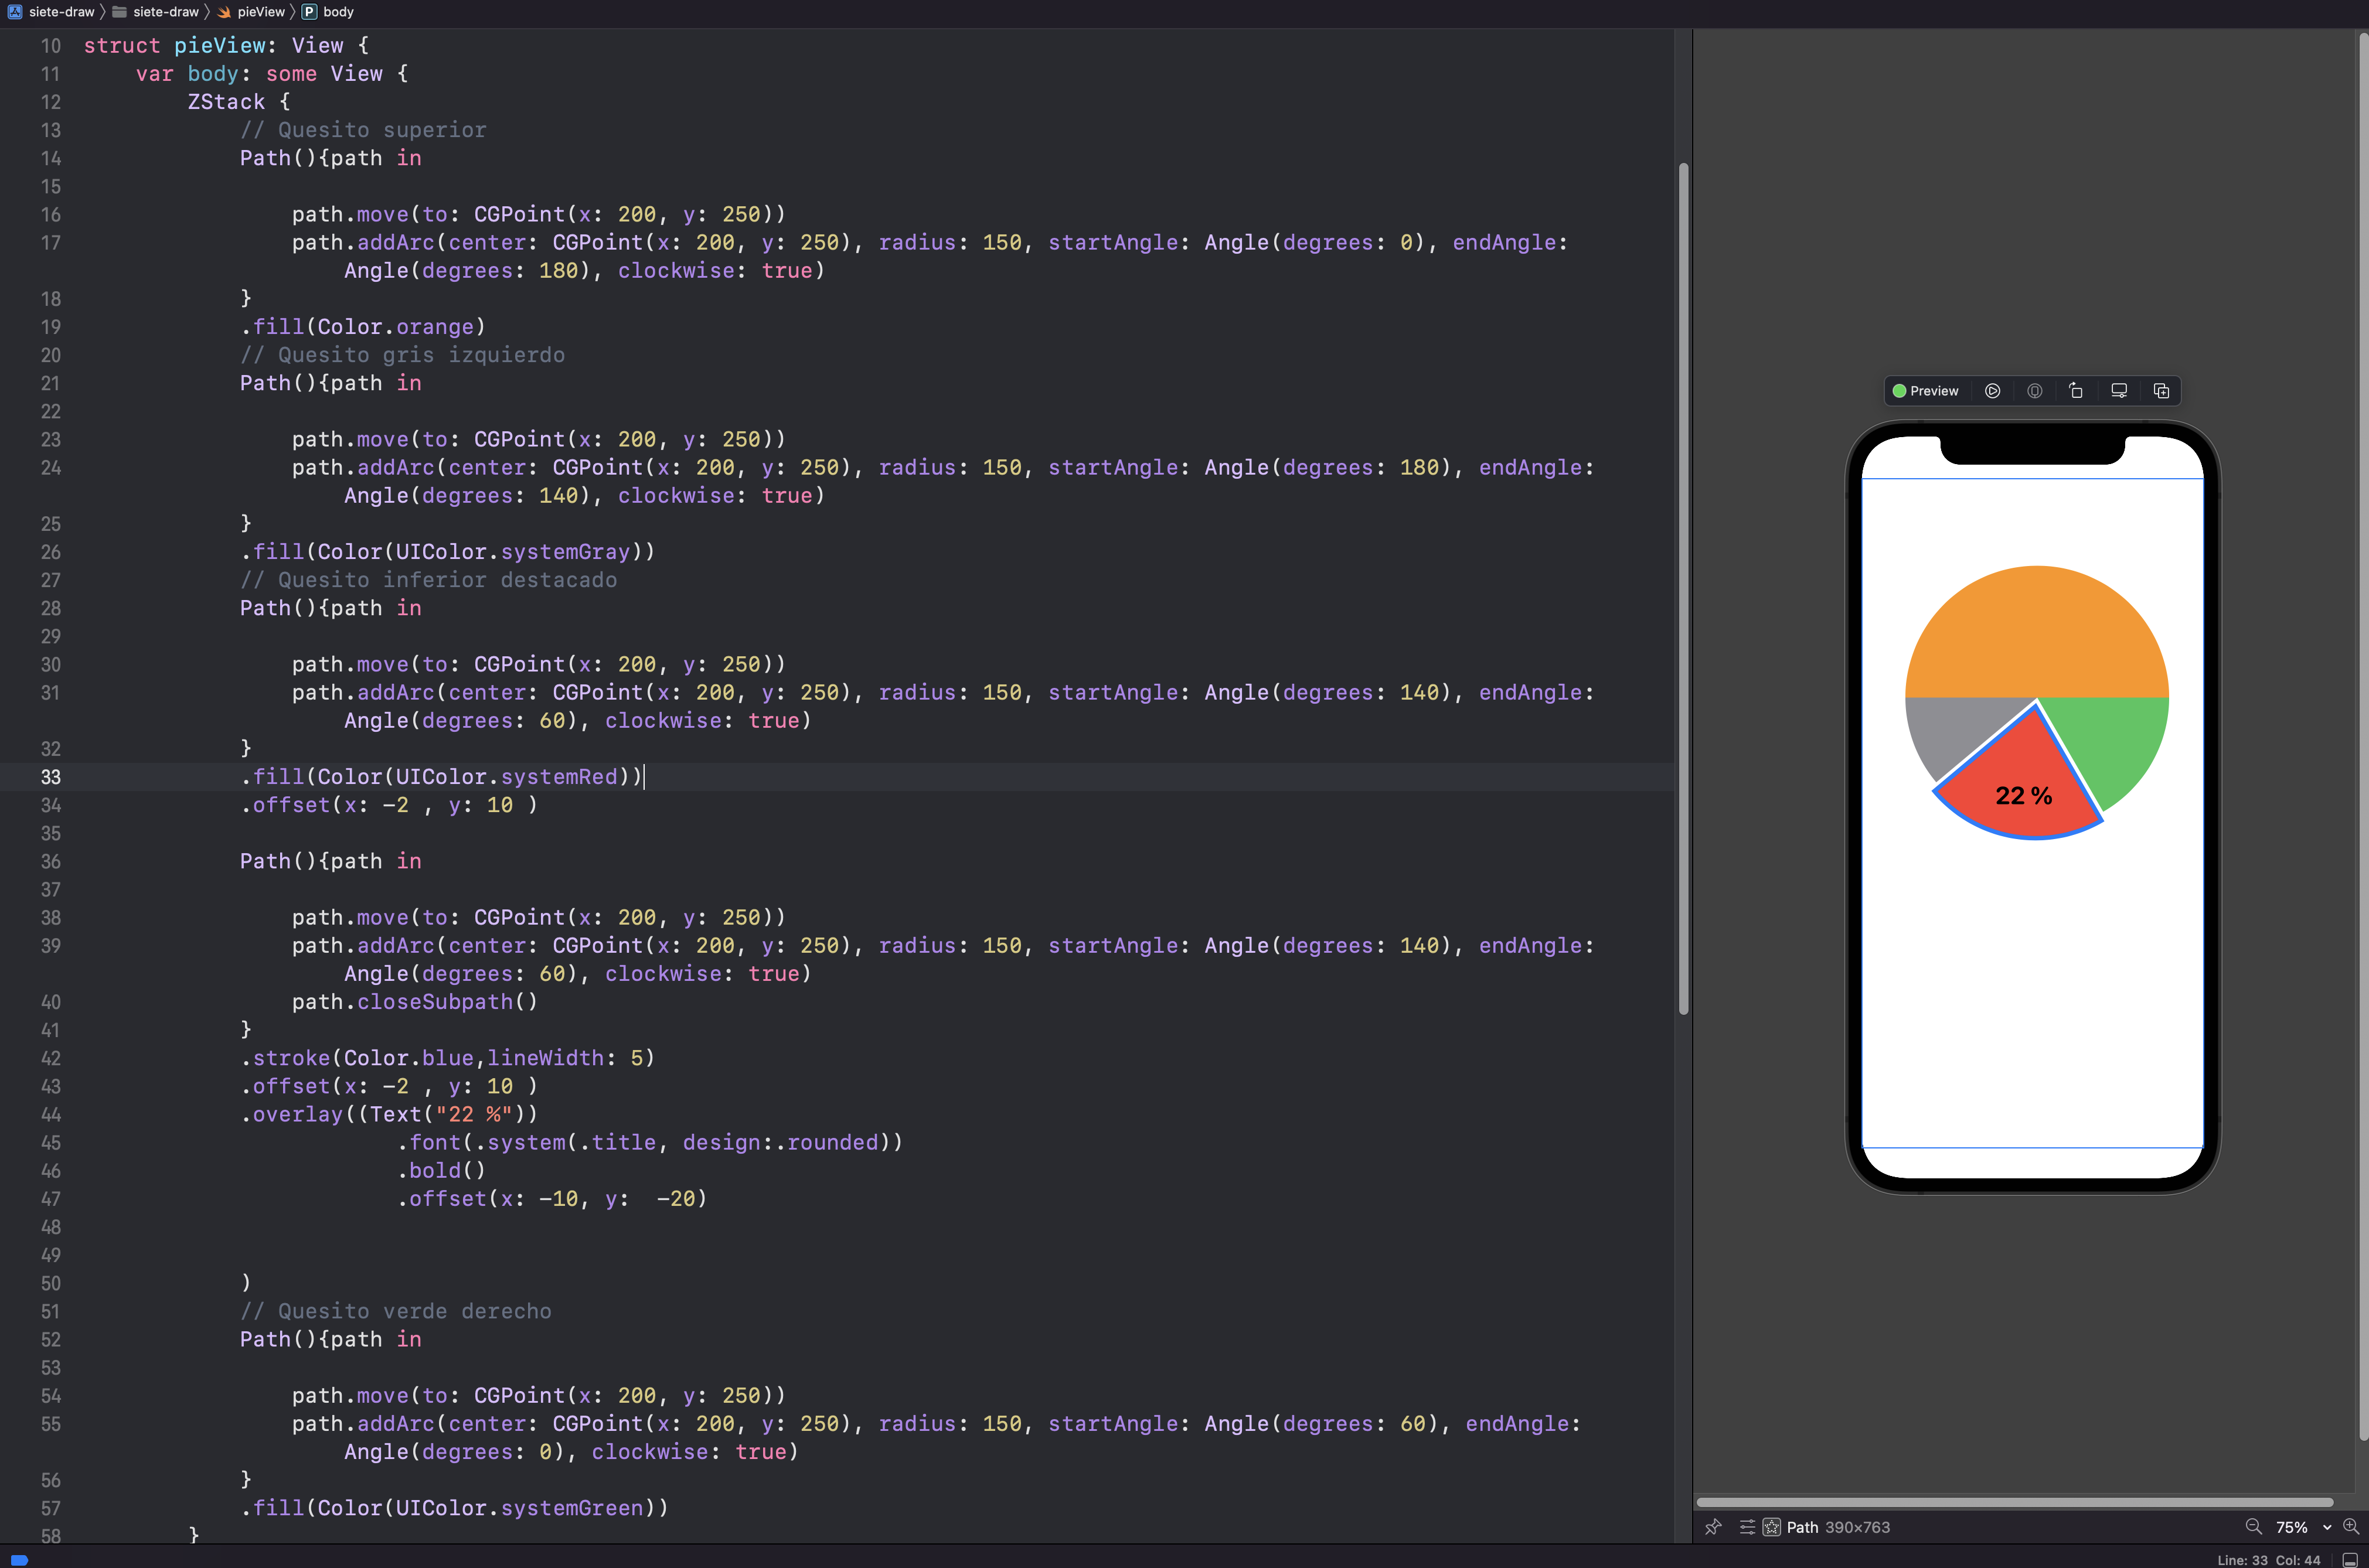 siete-draw siete-draw pieView P body
10 struct pieView: View {
11 var body: some View {
12 ZStack {
13 // Quesito superior
14 Path(){path in
15
16 path.move(to: CGPoint(x: 200, y: 250))
17 path.addArc(center: CGPoint(x: 200, y: 250), radius: 150, startAngle: Angle(degrees: 0), endAngle:
Angle(degrees: 180), clockwise: true)
18 }
19 .fill(Color.orange)
20 // Quesito gris izquierdo
21 Path(){path in
22
23 path.move(to: CGPoint(x: 200, y: 250))
24 path.addArc(center: CGPoint(x: 200, y: 250), radius: 150, startAngle: Angle(degrees: 180), endAngle:
Angle(degrees: 140), clockwise: true)
25 }
26 .fill(Color(UIColor.systemGray))
27 // Quesito inferior destacado
28 Path(){path in
29
30 path.move(to: CGPoint(x: 200, y: 250))
31 path.addArc(center: CGPoint(x: 200, y: 250), radius: 150, startAngle: Angle(degrees: 140), endAngle:
Angle(degrees: 60), clockwise: true)
32 }
33 .fill(Color(UIColor.systemRed))
34 .offset(x: -2 , y: 10 )
35
36 Path(){path in
37
38 path.move(to: CGPoint(x: 200, y: 250))
39 path.addArc(center: CGPoint(x: 200, y: 250), radius: 150, startAngle: Angle(degrees: 140), endAngle:
Angle(degrees: 60), clockwise: true)
40 path.closeSubpath()
41 }
42 .stroke(Color.blue,lineWidth: 5)
43 .offset(x: -2 , y: 10 )
44 .overlay((Text("22 %"))
45 .font(.system(.title, design:.rounded))
46 .bold()
47 .offset(x: -10, y:  -20)
48
49
50 )
51 // Quesito verde derecho
52 Path(){path in
53
54 path.move(to: CGPoint(x: 200, y: 250))
55 path.addArc(center: CGPoint(x: 200, y: 250), radius: 150, startAngle: Angle(degrees: 60), endAngle:
Angle(degrees: 0), clockwise: true)
56 }
57 .fill(Color(UIColor.systemGreen))
58 }
Preview
22 %
Path 390×763
75%
Line: 33 Col: 44